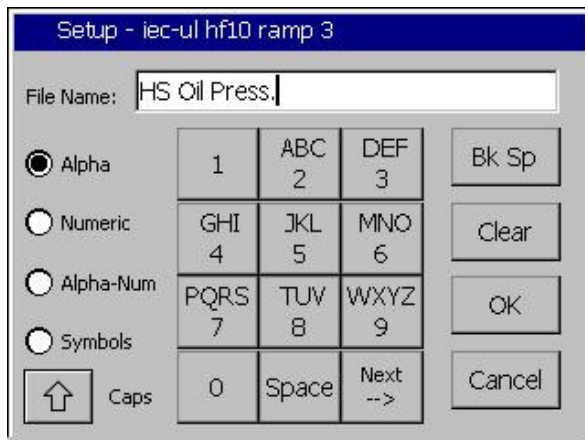 Setup - iec-ul hf10 ramp 3
File Name: HS Oil Press.
Alpha
Numeric
Alpha-Num
Symbols
Caps
1
ABC
2
DEF
3
GHI
4
JKL
5
MNO
6
PQRS
7
TUV
8
WXYZ
9
0
Space
Next
-->
Bk Sp
Clear
OK
Cancel